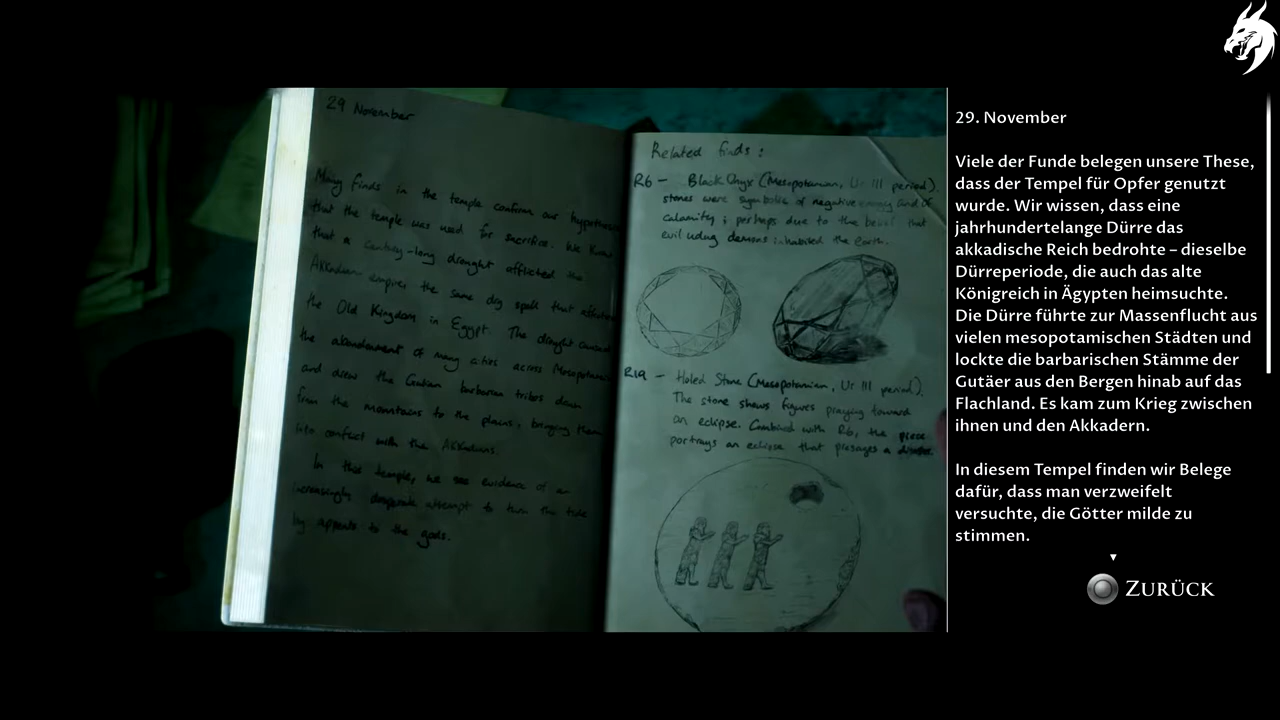 29 November
Many finds in the temple confirm our hypothesis
that the temple was used for sacrifice. We know
that a century-long drought afflicted the
Akkadian empire, the same dry spell that
the Old Kingdom in Egypt. The drought caused
the abandonment of many cities across Mesopotamia
and drew the Gutian barbarian tribes down
from the mountains to the plains, bringing them
into conflict with the Akkadians.
In this temple, we see evidence of an
increasingly desperate attempt to turn the tide
by appeals to the gods.
Related finds:
R6 - Black Onyx (Mesopotamian, Ur III period).
stones were symbolic of negative energy and of
calamity; perhaps due to the belief that
evil udug demons inhabited the earth.
R19 - Holed Stone (Mesopotamian, Ur III period).
The stone shows figures praying toward
an eclipse. Combined with R6, the piece
portrays an eclipse that presages a disaster.
29. November
Viele der Funde belegen unsere These,
dass der Tempel für Opfer genutzt
wurde. Wir wissen, dass eine
jahrhundertelange Dürre das
akkadische Reich bedrohte – dieselbe
Dürreperiode, die auch das alte
Königreich in Ägypten heimsuchte.
Die Dürre führte zur Massenflucht aus
vielen mesopotamischen Städten und
lockte die barbarischen Stämme der
Gutäer aus den Bergen hinab auf das
Flachland. Es kam zum Krieg zwischen
ihnen und den Akkadern.
In diesem Tempel finden wir Belege
dafür, dass man verzweifelt
versuchte, die Götter milde zu
stimmen.
ZURÜCK